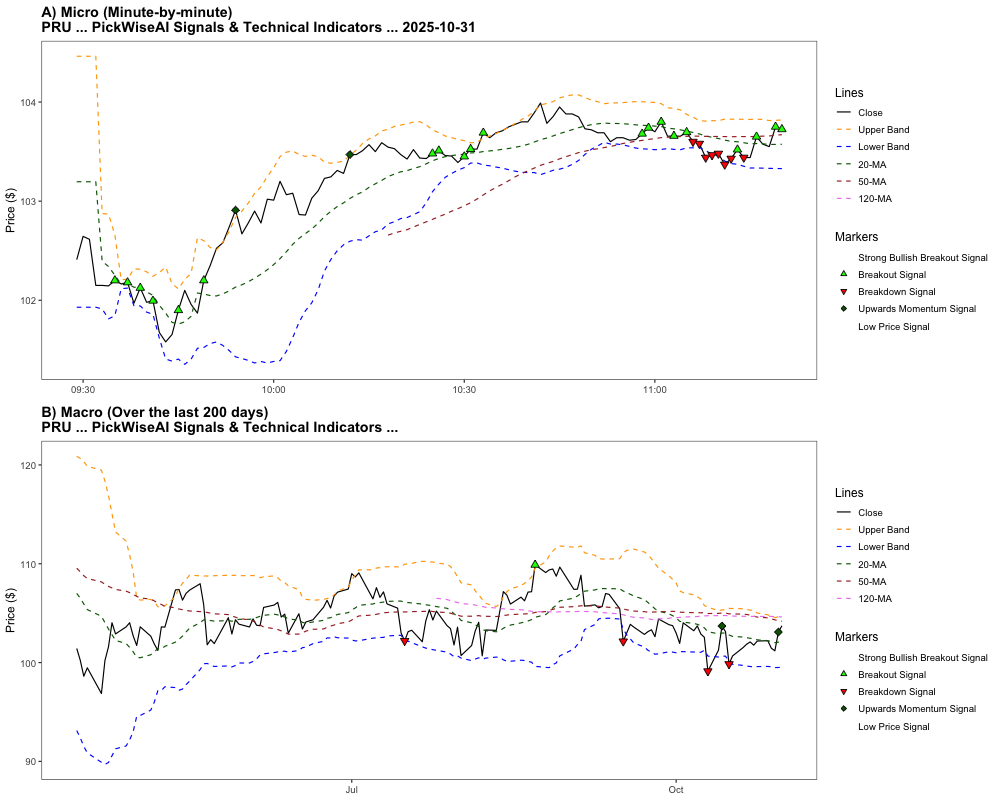 A) Micro (Minute-by-minute)
PRU ... PickWiseAI Signals & Technical Indicators ... 2025-10-31
Price ($)
104
103
102
09:30
10:00
10:30
11:00
Lines
Close
Upper Band
Lower Band
20-MA
50-MA
120-MA
Markers
Strong Bullish Breakout Signal
Breakout Signal
Breakdown Signal
Upwards Momentum Signal
Low Price Signal
B) Macro (Over the last 200 days)
PRU ... PickWiseAI Signals & Technical Indicators ...
Price ($)
120
110
100
90
Jul
Oct
Lines
Close
Upper Band
Lower Band
20-MA
50-MA
120-MA
Markers
Strong Bullish Breakout Signal
Breakout Signal
Breakdown Signal
Upwards Momentum Signal
Low Price Signal